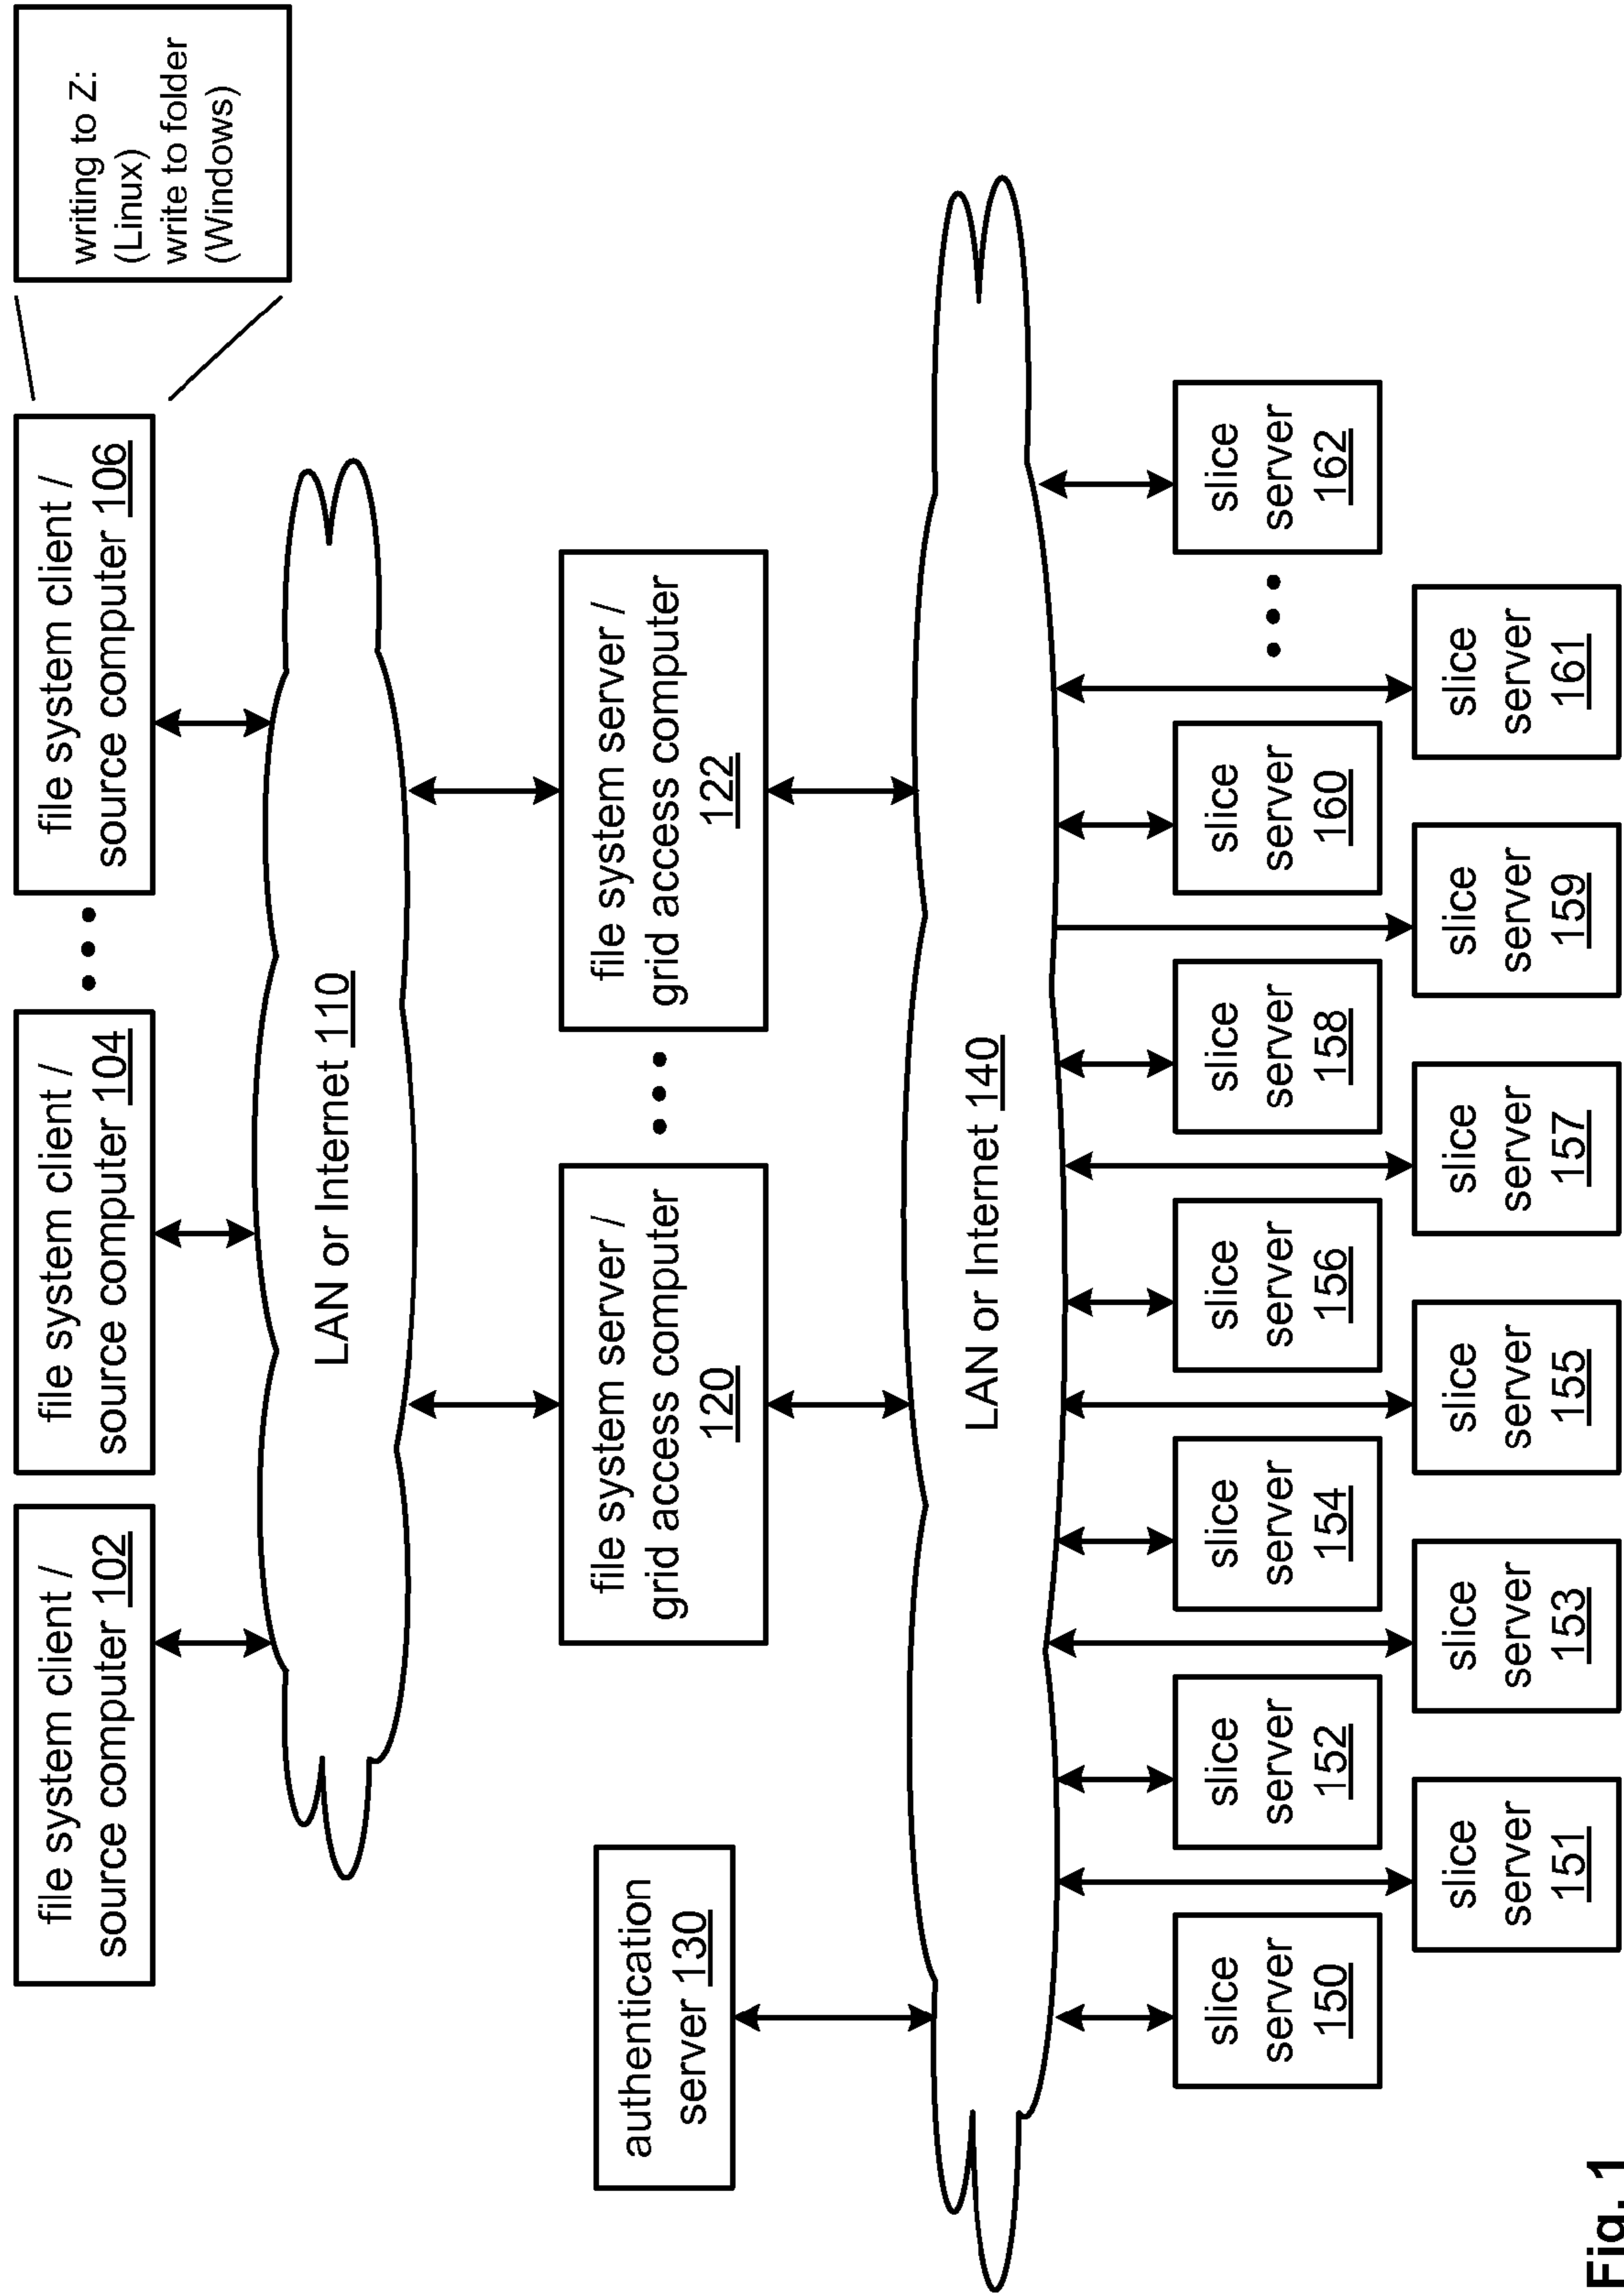 file system client /
source computer 102
file system client /
source computer 104
file system client /
source computer 106
writing to Z:
(Linux)
write to folder
(Windows)
LAN or Internet 110
authentication
server 130
file system server /
grid access computer
120
file system server /
grid access computer
122
LAN or Internet 140
slice
server
150
slice
server
152
slice
server
154
slice
server
156
slice
server
158
slice
server
160
slice
server
162
slice
server
151
slice
server
153
slice
server
155
slice
server
157
slice
server
159
slice
server
161
Fig. 1